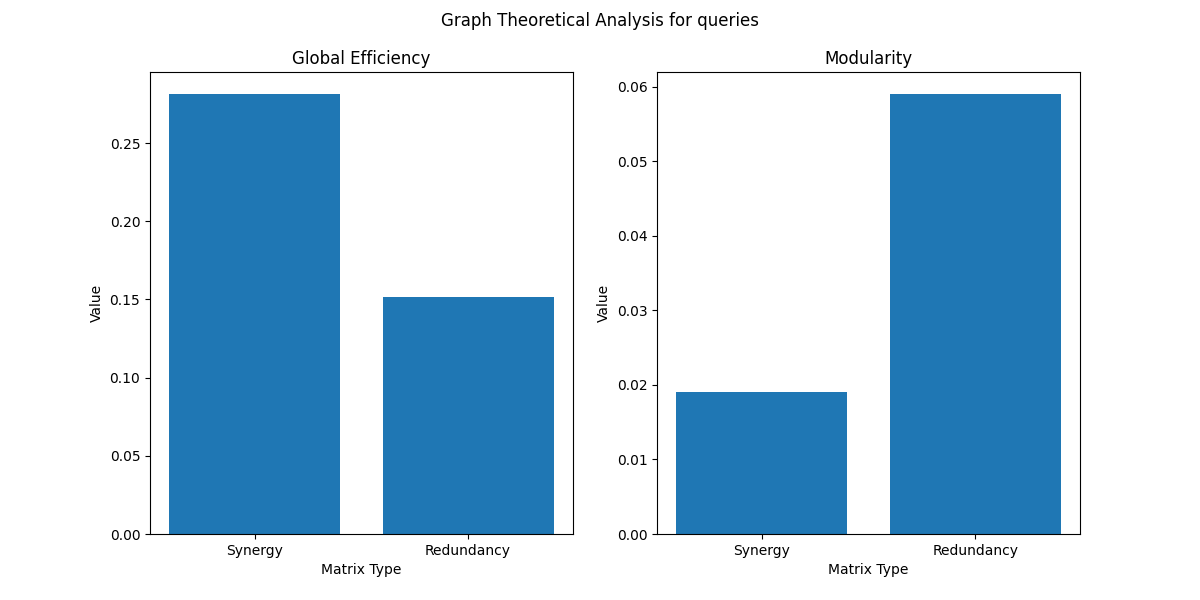 Graph Theoretical Analysis for queries
Global Efficiency
0.25
0.20
0.15
0.10
0.05
0.00
Value
Synergy Redundancy
Matrix Type
Modularity
0.06
0.05
0.04
0.03
0.02
0.01
0.00
Value
Synergy Redundancy
Matrix Type